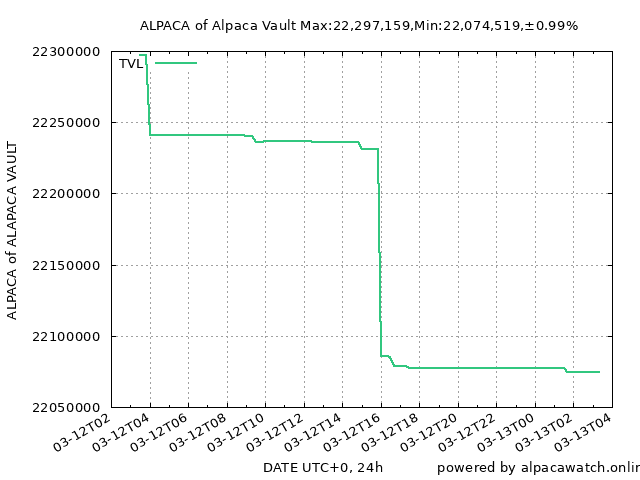 ALPACA of Alpaca Vault Max:22,297,159,Min:22,074,519,±0.99%
TVL
22300000
22250000
22200000
22150000
22100000
22050000
ALPACA of ALAPACA VAULT
03-12T02
03-12T04
03-12T06
03-12T08
03-12T10
03-12T12
03-12T14
03-12T16
03-12T18
03-12T20
03-12T22
03-13T00
03-13T02
03-13T04
DATE UTC+0, 24h
powered by alpacawatch.onlin